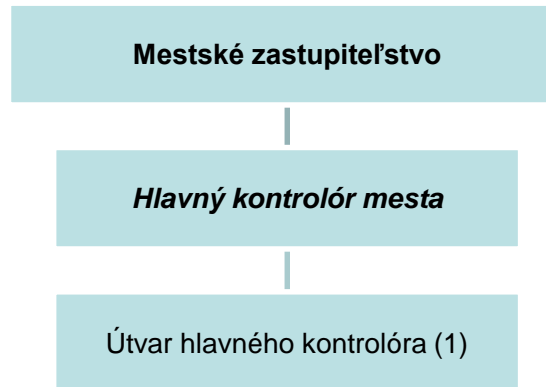 Mestské zastupiteľstvo
Hlavný kontrolór mesta
Útvar hlavného kontrolóra (1)